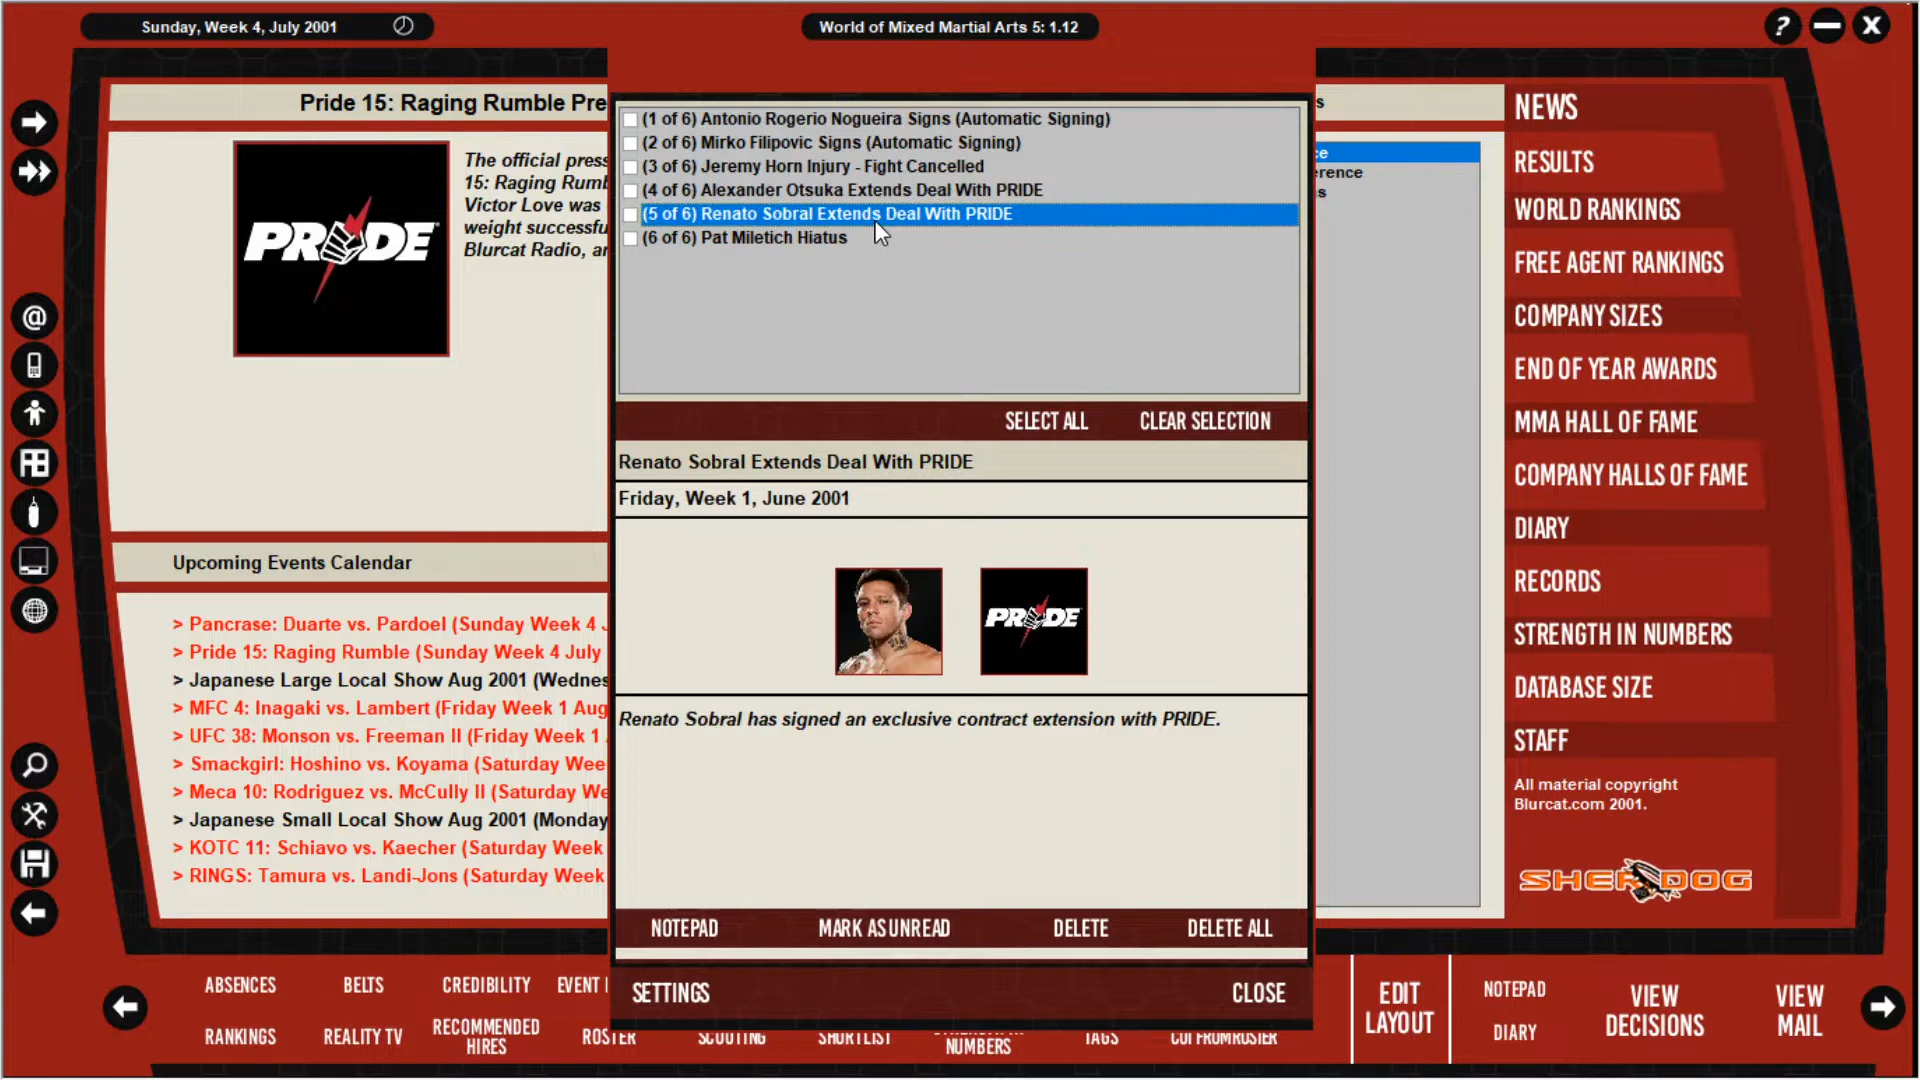 Sunday, Week 4, July 2001
World of Mixed Martial Arts 5: 1.12
?
X
Pride 15: Raging Rumble Pre
PRIDE
The official press
15: Raging Rumb
Victor Love was
weight successfu
Blurcat Radio, an
@
Upcoming Events Calendar
> Pancrase: Duarte vs. Pardoel (Sunday Week 4 J
> Pride 15: Raging Rumble (Sunday Week 4 July
> Japanese Large Local Show Aug 2001 (Wednes
> MFC 4: Inagaki vs. Lambert (Friday Week 1 Aug
> UFC 38: Monson vs. Freeman II (Friday Week 1
> Smackgirl: Hoshino vs. Koyama (Saturday Wee
> Meca 10: Rodriguez vs. McCully II (Saturday We
> Japanese Small Local Show Aug 2001 (Monday
> KOTC 11: Schiavo vs. Kaecher (Saturday Week
> RINGS: Tamura vs. Landi-Jons (Saturday Week
(1 of 6) Antonio Rogerio Nogueira Signs (Automatic Signing)
(2 of 6) Mirko Filipovic Signs (Automatic Signing)
(3 of 6) Jeremy Horn Injury - Fight Cancelled
(4 of 6) Alexander Otsuka Extends Deal With PRIDE
(5 of 6) Renato Sobral Extends Deal With PRIDE
(6 of 6) Pat Miletich Hiatus
SELECT ALL
CLEAR SELECTION
Renato Sobral Extends Deal With PRIDE
Friday, Week 1, June 2001
PRIDE
Renato Sobral has signed an exclusive contract extension with PRIDE.
NOTEPAD
MARK AS UNREAD
DELETE
DELETE ALL
SETTINGS
CLOSE
s
ce
erence
s
NEWS
RESULTS
WORLD RANKINGS
FREE AGENT RANKINGS
COMPANY SIZES
END OF YEAR AWARDS
MMA HALL OF FAME
COMPANY HALLS OF FAME
DIARY
RECORDS
STRENGTH IN NUMBERS
DATABASE SIZE
STAFF
All material copyright
Blurcat.com 2001.
SHERDOG
ABSENCES
BELTS
CREDIBILITY
EVENT
RANKINGS
REALITY TV
RECOMMENDED
HIRES
ROSTER
SCOUTING
SHORTLIST
NUMBERS
TAGS
EDIT
LAYOUT
NOTEPAD
DIARY
VIEW
DECISIONS
VIEW
MAIL